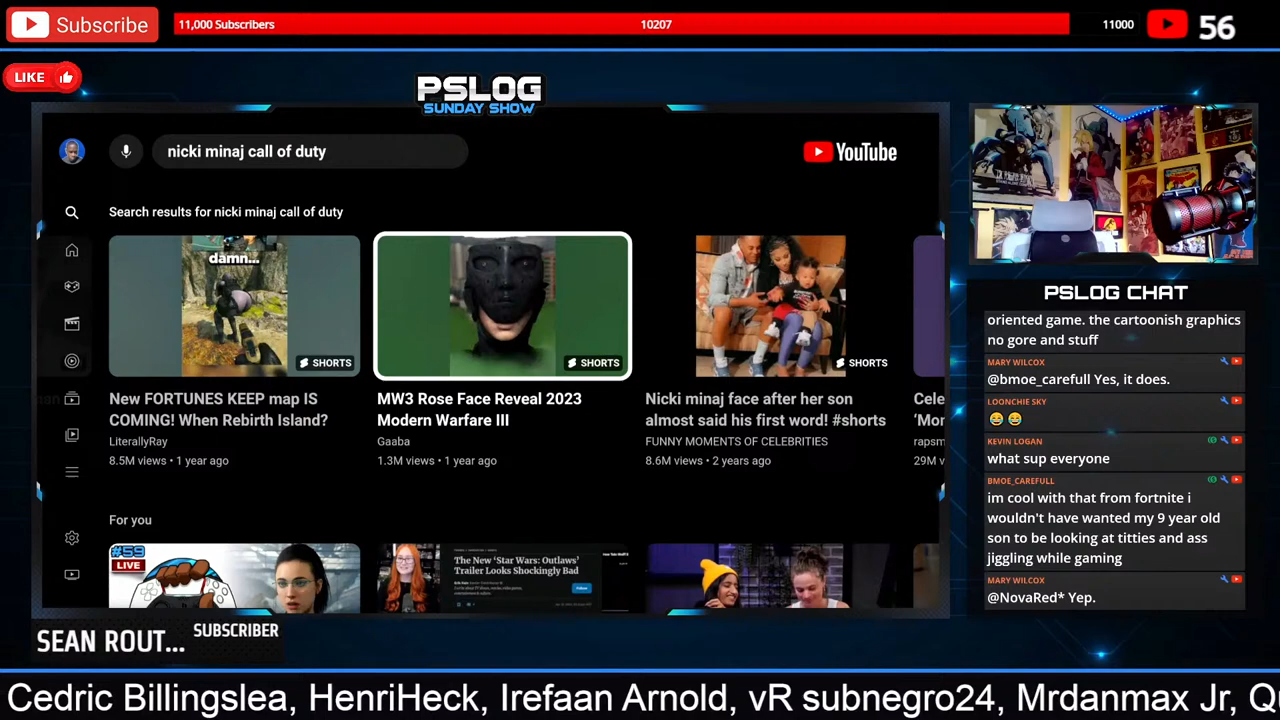 Subscribe
11,000 Subscribers
10207
11000
56
LIKE
PSLOG
SUNDAY SHOW
nicki minaj call of duty
YouTube
Search results for nicki minaj call of duty
damn...
SHORTS
SHORTS
SHORTS
New FORTUNES KEEP map IS
COMING! When Rebirth Island?
LiterallyRay
8.5M views • 1 year ago
MW3 Rose Face Reveal 2023
Modern Warfare III
Gaaba
1.3M views • 1 year ago
Nicki minaj face after her son
almost said his first word! #shorts
FUNNY MOMENTS OF CELEBRITIES
8.6M views • 2 years ago
Cele
'Mor
rapsm
29M v
For you
#59
LIVE
The New 'Star Wars: Outlaws'
Trailer Looks Shockingly Bad
PSLOG CHAT
oriented game. the cartoonish graphics
no gore and stuff
MARY WILCOX
@bmoe_carefull Yes, it does.
LOONCHIE SKY
😂 😂
KEVIN LOGAN
what sup everyone
BMOE_CAREFULL
im cool with that from fortnite i
wouldn't have wanted my 9 year old
son to be looking at titties and ass
jiggling while gaming
MARY WILCOX
@NovaRed* Yep.
SEAN ROUT...
SUBSCRIBER
Cedric Billingslea, HenriHeck, Irefaan Arnold, vR subnegro24, Mrdanmax Jr, Q